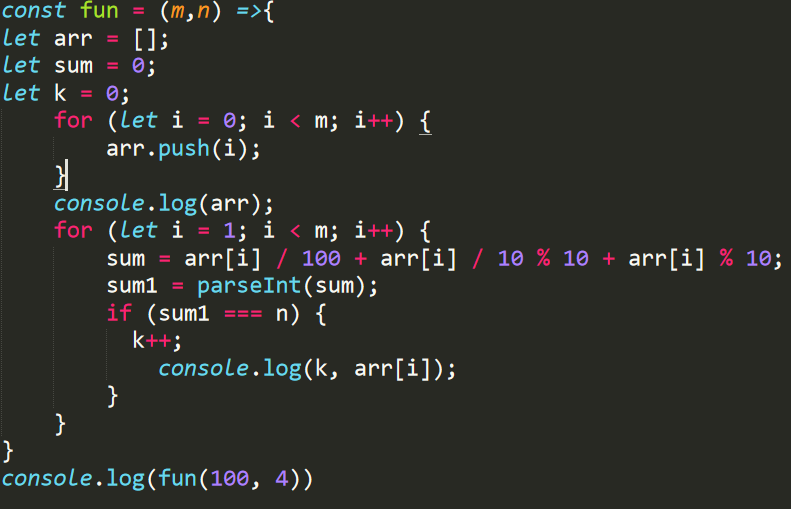 const fun = (m,n) =>{
let arr = [];
let sum = 0;
let k = 0;
    for (let i = 0; i < m; i++) {
        arr.push(i);
    }
    console.log(arr);
    for (let i = 1; i < m; i++) {
        sum = arr[i] / 100 + arr[i] / 10 % 10 + arr[i] % 10;
        sum1 = parseInt(sum);
        if (sum1 === n) {
          k++;
            console.log(k, arr[i]);
        }
    }
}
console.log(fun(100, 4))